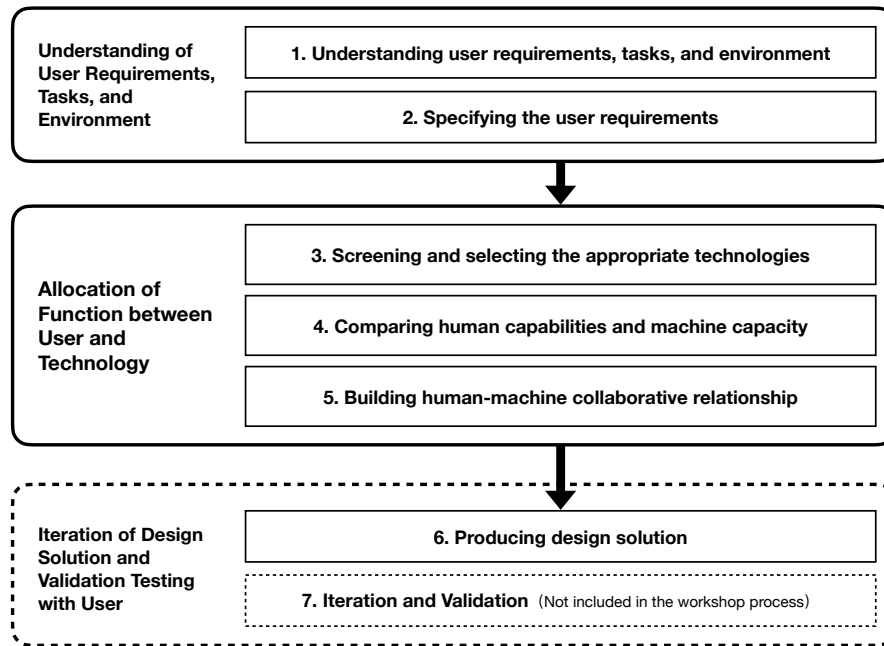 Understanding of
User Requirements,
Tasks, and
Environment
1. Understanding user requirements, tasks, and environment
2. Specifying the user requirements
Allocation of
Function between
User and
Technology
3. Screening and selecting the appropriate technologies
4. Comparing human capabilities and machine capacity
5. Building human-machine collaborative relationship
Iteration of Design
Solution and
Validation Testing
with User
6. Producing design solution
7. Iteration and Validation (Not included in the workshop process)